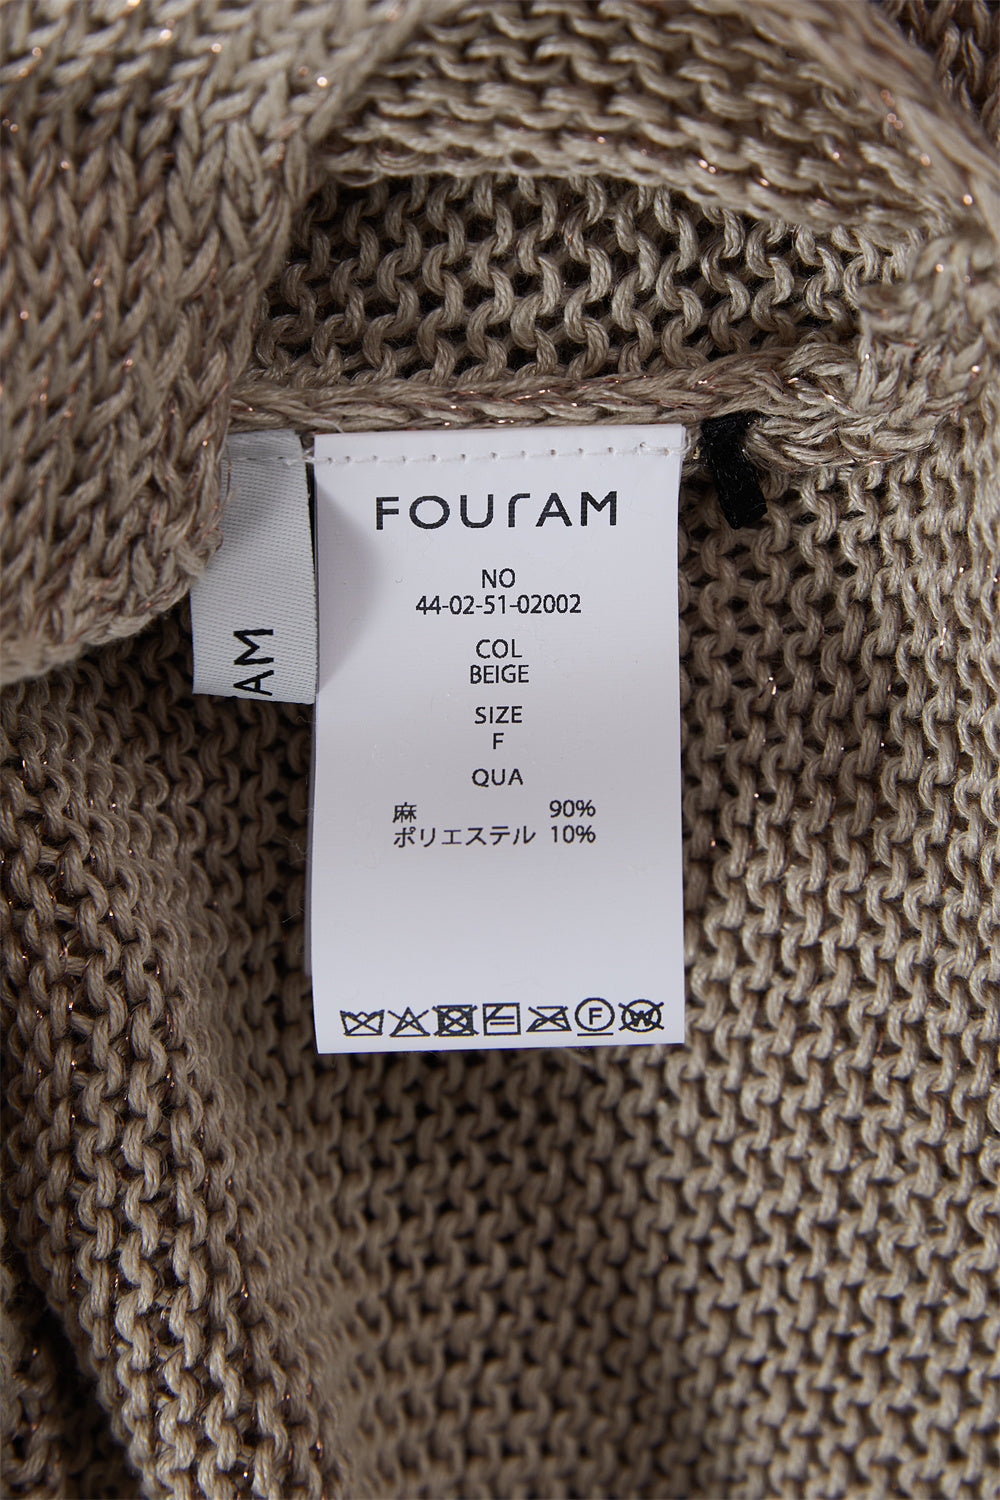 FOURAM
NO
44-02-51-02002
COL
BEIGE
SIZE
F
QUA
麻 90%
ポリエステル 10%
F W
AM